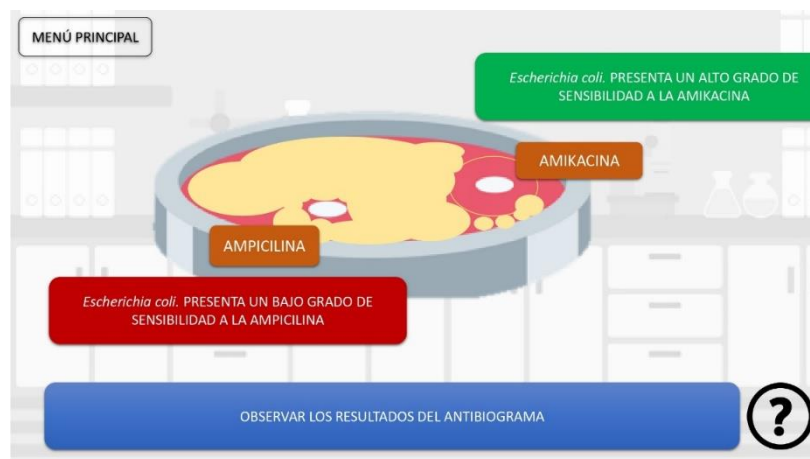 MENÚ PRINCIPAL
Escherichia coli. PRESENTA UN ALTO GRADO DE
SENSIBILIDAD A LA AMIKACINA
AMIKACINA
AMPICILINA
Escherichia coli. PRESENTA UN BAJO GRADO DE
SENSIBILIDAD A LA AMPICILINA
OBSERVAR LOS RESULTADOS DEL ANTIBIOGRAMA
?